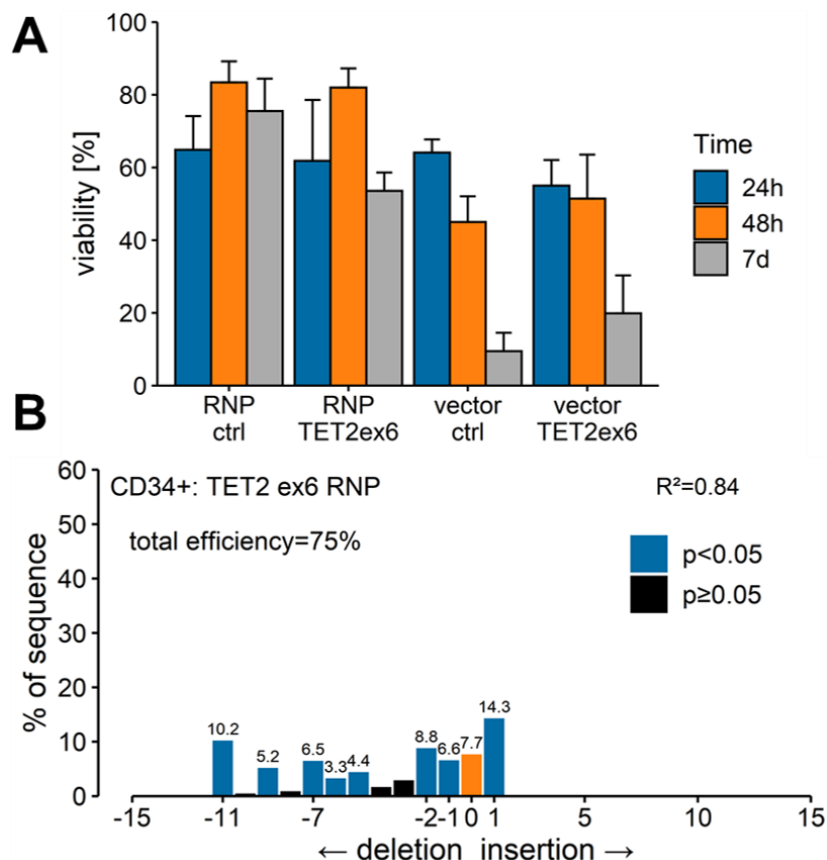 A
100
80
60
40
20
0
viability [%]
RNP
ctrl
RNP
TET2ex6
vector
ctrl
vector
TET2ex6
Time
24h
48h
7d
B
60
50
40
30
20
10
0
% of sequence
CD34+: TET2 ex6 RNP
R²=0.84
total efficiency=75%
p<0.05
p≥0.05
10.2
5.2
6.5
3.3
4.4
8.8
6.6
7.7
14.3
-15
-11
-7
-2
-1
0
1
5
10
15
← deletion insertion →